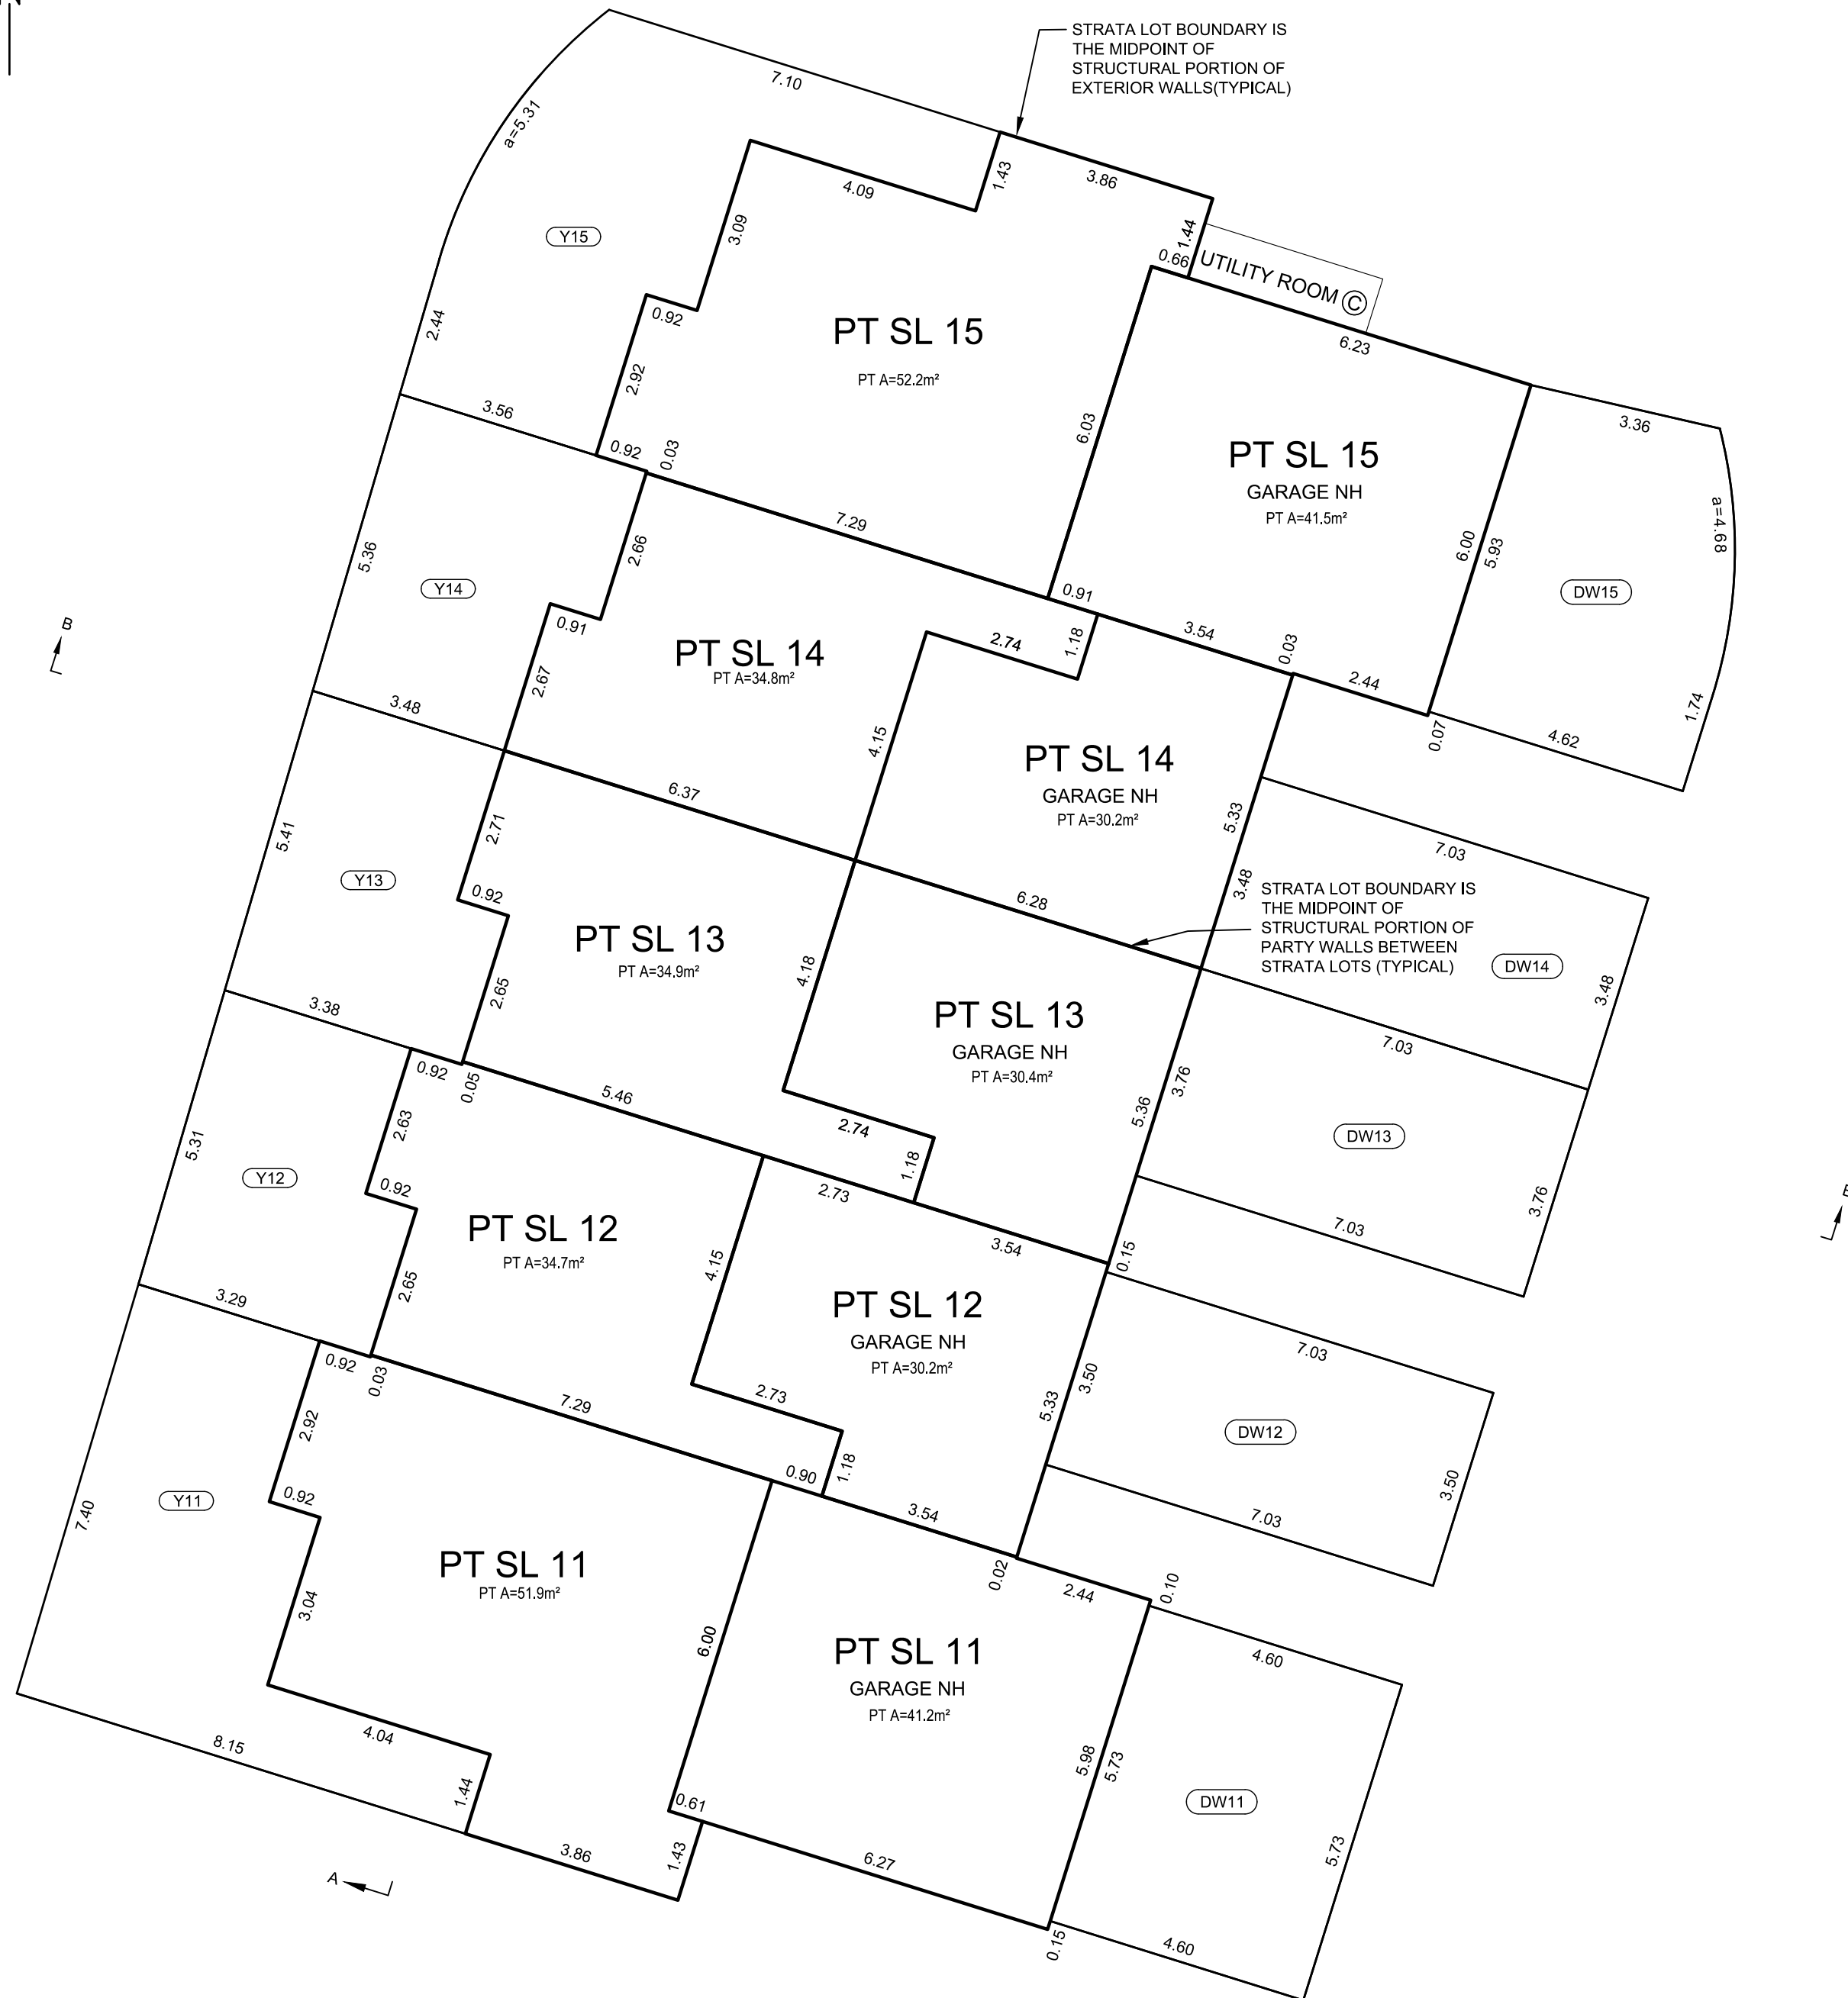 N
STRATA LOT BOUNDARY IS
THE MIDPOINT OF
STRUCTURAL PORTION OF
EXTERIOR WALLS(TYPICAL)
7.10
a=5.31
1.43
3.86
4.09
3.09
1.44
0.66
UTILITY ROOM ©
Y15
0.92
PT SL 15
PT A=52.2m²
2.44
2.92
6.23
3.36
3.56
0.92
0.03
6.03
PT SL 15
GARAGE NH
PT A=41.5m²
a=4.68
7.29
6.00
5.93
DW15
5.36
2.66
Y14
0.91
0.91
3.54
0.03
B
PT SL 14
PT A=34.8m²
2.74
1.18
2.67
2.44
3.48
0.07
4.62
1.74
4.15
PT SL 14
GARAGE NH
PT A=30.2m²
6.37
5.33
7.03
5.41
2.71
Y13
0.92
6.28
3.48
STRATA LOT BOUNDARY IS
THE MIDPOINT OF
STRUCTURAL PORTION OF
PARTY WALLS BETWEEN
STRATA LOTS (TYPICAL)
DW14
PT SL 13
PT A=34.9m²
4.18
2.65
3.48
3.38
PT SL 13
GARAGE NH
PT A=30.4m²
7.03
0.92
0.05
5.46
3.76
5.36
2.63
2.74
DW13
5.31
Y12
0.92
1.18
2.73
3.76
PT SL 12
PT A=34.7m²
7.03
3.54
0.15
4.15
2.65
3.29
PT SL 12
GARAGE NH
PT A=30.2m²
7.03
0.92
0.03
3.50
7.29
2.73
5.33
2.92
DW12
0.90
1.18
3.50
Y11
0.92
7.40
3.54
7.03
PT SL 11
PT A=51.9m²
0.02
2.44
0.10
3.04
6.00
PT SL 11
GARAGE NH
PT A=41.2m²
4.60
4.04
8.15
5.98
5.73
1.44
0.61
DW11
3.86
1.43
6.27
5.73
A
0.15
4.60